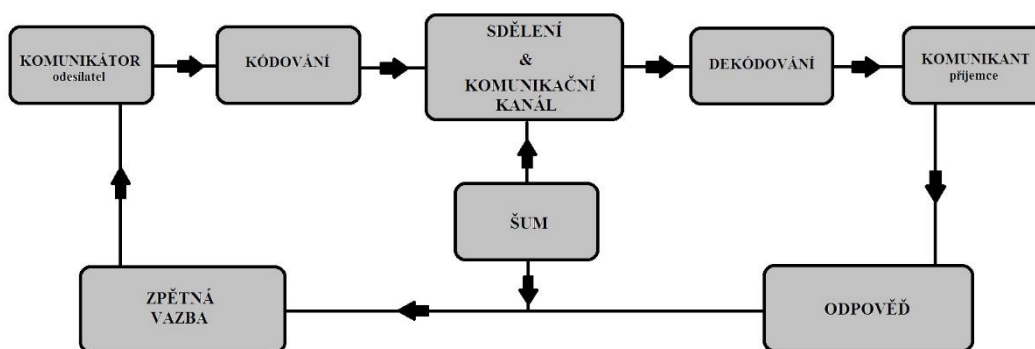 KOMUNIKÁTOR
odesílatel
KÓDOVÁNÍ
SDĚLENÍ
&
KOMUNIKAČNÍ
KANÁL
DEKÓDOVÁNÍ
KOMUNIKANT
příjemce
ŠUM
ZPĚTNÁ
VAZBA
ODPOVĚĎ